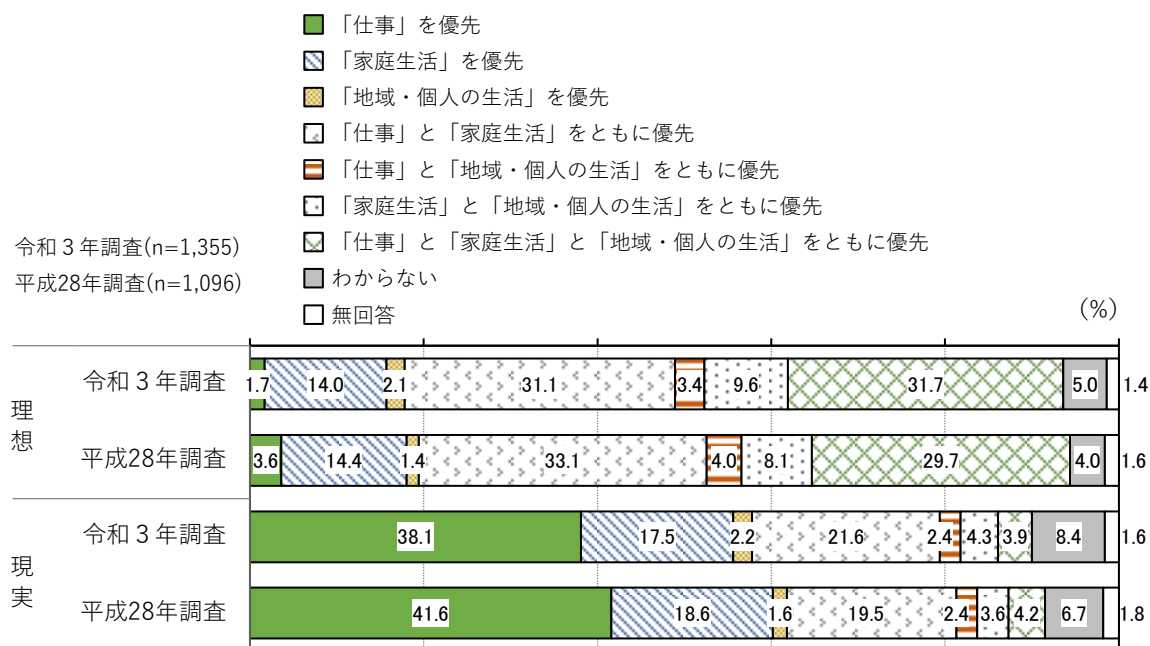 「仕事」を優先
「家庭生活」を優先
「地域・個人の生活」を優先
「仕事」と「家庭生活」をともに優先
「仕事」と「地域・個人の生活」をともに優先
「家庭生活」と「地域・個人の生活」をともに優先
「仕事」と「家庭生活」と「地域・個人の生活」をともに優先
わからない
無回答
令和３年調査(n=1,355)
平成28年調査(n=1,096)
(%)
理想
令和３年調査 1.7 14.0 2.1 31.1 3.4 9.6 31.7 5.0 1.4
平成28年調査 3.6 14.4 1.4 33.1 4.0 8.1 29.7 4.0 1.6
現実
令和３年調査 38.1 17.5 2.2 21.6 2.4 4.3 3.9 8.4 1.6
平成28年調査 41.6 18.6 1.6 19.5 2.4 3.6 4.2 6.7 1.8